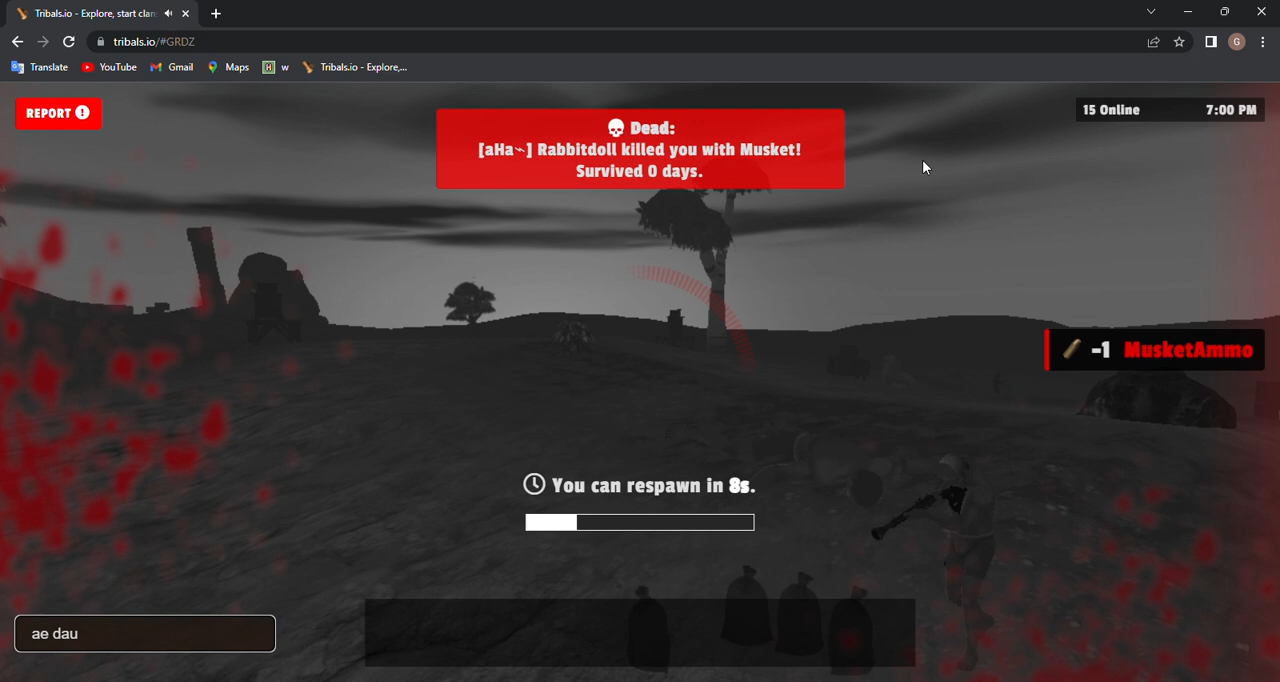 Tribals.io - Explore, start clan
tribals.io/#GRDZ
G
Translate
YouTube
Gmail
Maps
H w
Tribals.io - Explore,...
REPORT !
15 Online
7:00 PM
Dead:
[aHa~] Rabbitdoll killed you with Musket!
Survived 0 days.
-1 MusketAmmo
You can respawn in 8s.
ae dau